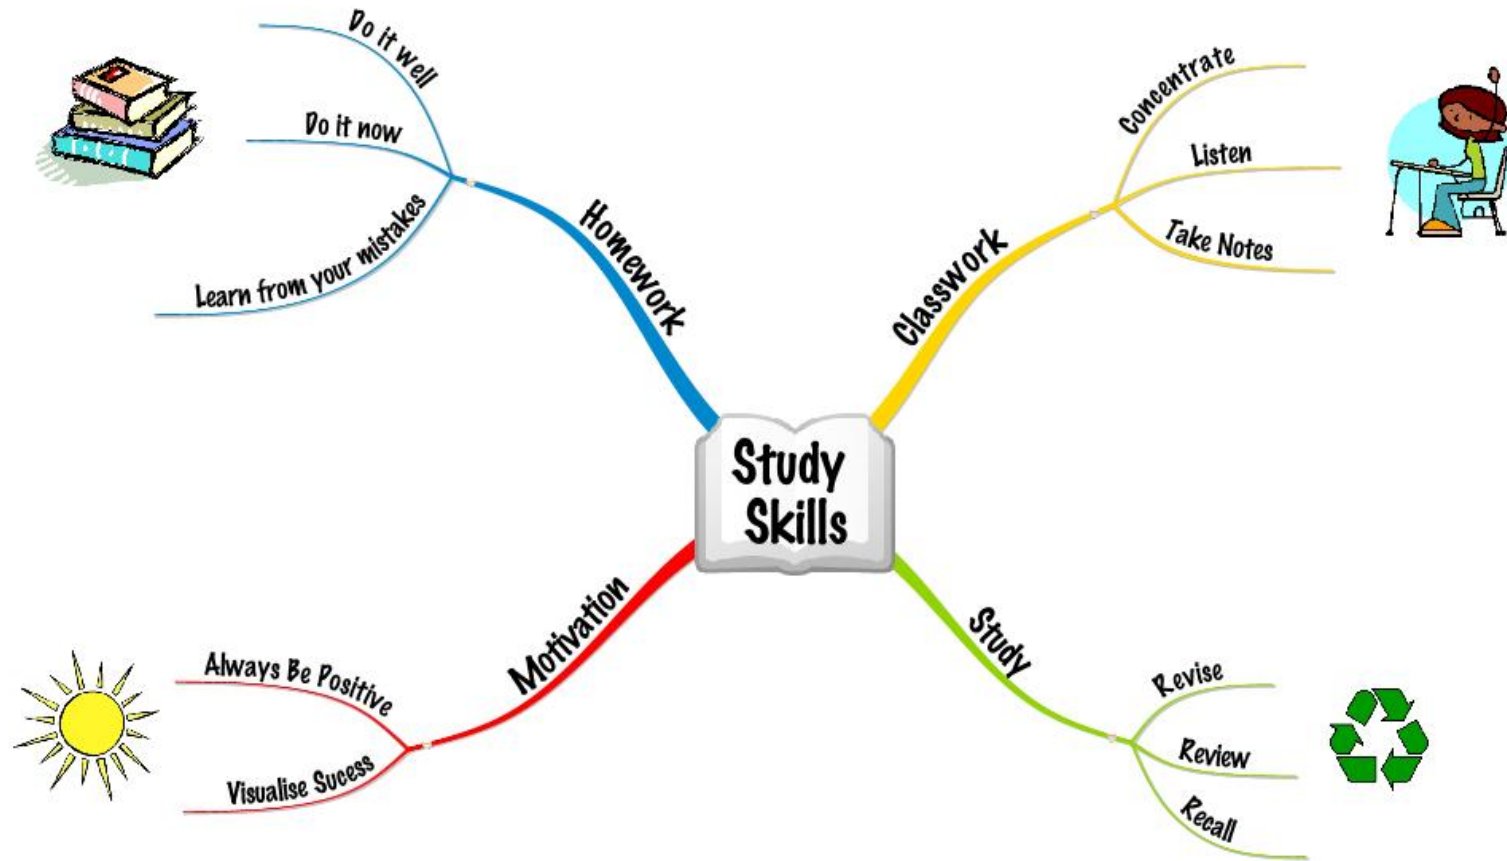 Study
Skills
Homework
Do it well
Do it now
Learn from your mistakes
Classwork
Concentrate
Listen
Take Notes
Motivation
Always Be Positive
Visualise Sucess
Study
Revise
Review
Recall